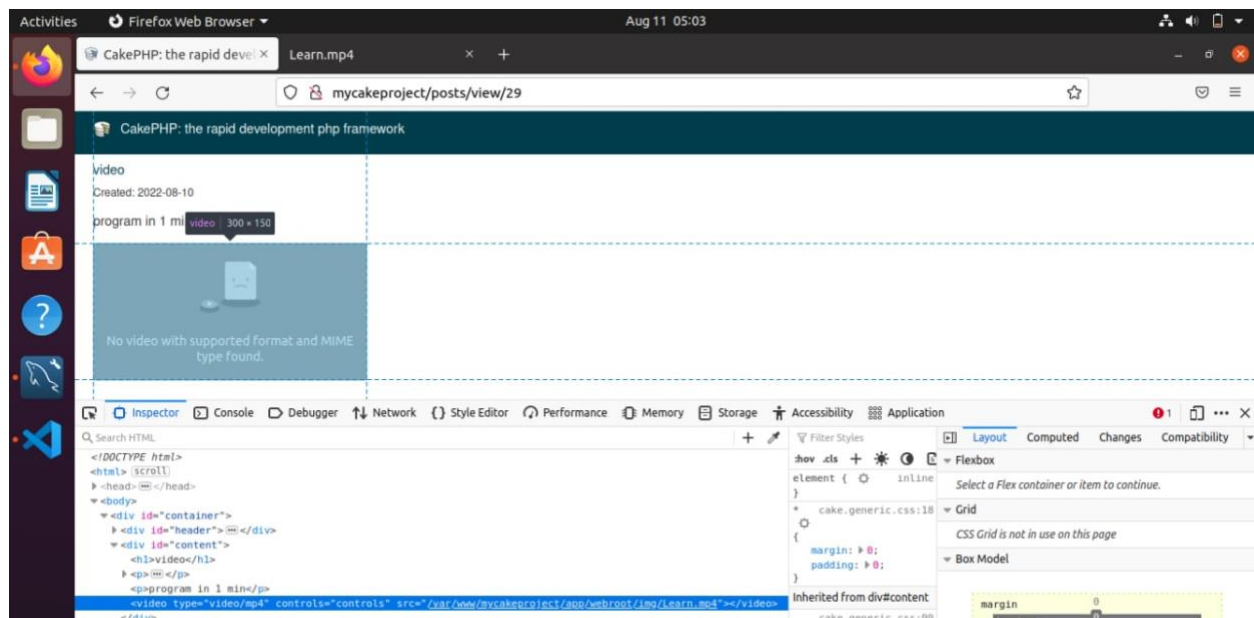 Activities Firefox Web Browser Aug 11 05:03
CakePHP: the rapid devel × Learn.mp4 × +
mycakeproject/posts/view/29
CakePHP: the rapid development php framework
video
Created: 2022-08-10
program in 1 mi
video 300 × 150
No video with supported format and MIME
type found.
Inspector Console Debugger Network {} Style Editor Performance Memory Storage Accessibility Application 1
Search HTML
<!DOCTYPE html>
<html> scroll
<head> </head>
<body>
<div id="container">
<div id="header"> </div>
<div id="content">
<h1>video</h1>
<p> </p>
<p>program in 1 min</p>
<video type="video/mp4" controls="controls" src="/var/www/mycakeproject/app/webroot/img/Learn.mp4"></video>
</div>
Filter Styles
:hov .cls +
element { inline
}
* cake.generic.css:18
{
margin: 0;
padding: 0;
}
Inherited from div#content
Layout Computed Changes Compatibility
Flexbox
Select a Flex container or item to continue.
Grid
CSS Grid is not in use on this page
Box Model
margin 0